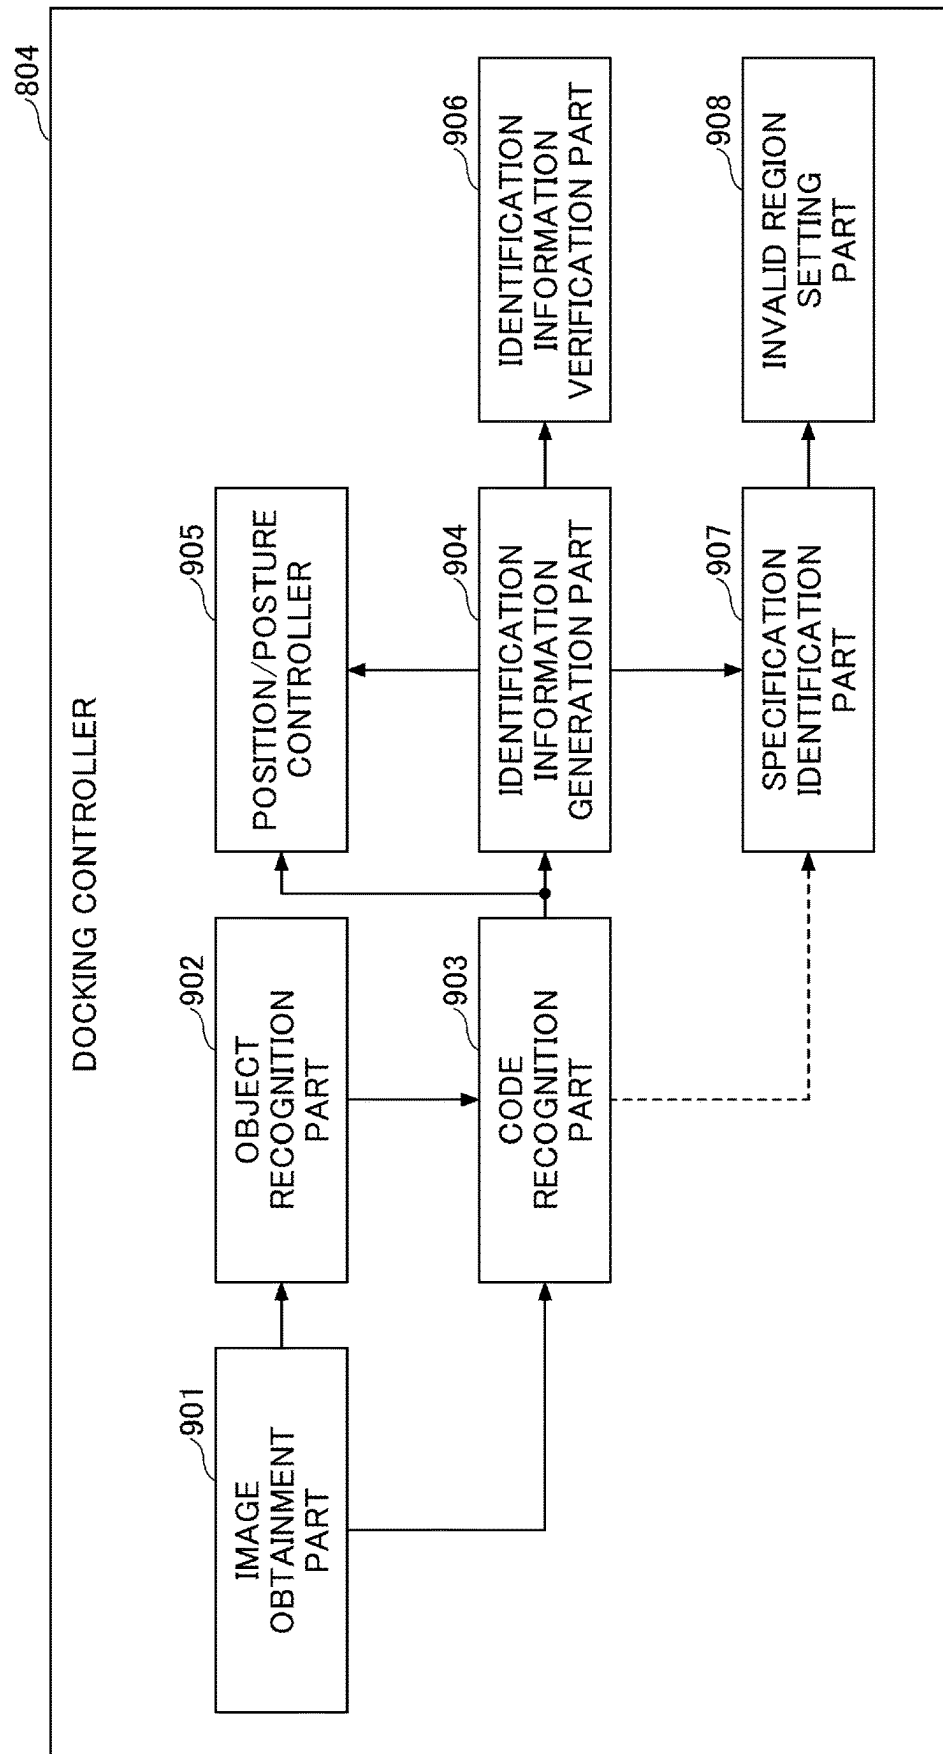 804
DOCKING CONTROLLER
901
IMAGE
OBTAINMENT
PART
902
OBJECT
RECOGNITION
PART
903
CODE
RECOGNITION
PART
905
POSITION/POSTURE
CONTROLLER
904
IDENTIFICATION
INFORMATION
GENERATION PART
907
SPECIFICATION
IDENTIFICATION
PART
906
IDENTIFICATION
INFORMATION
VERIFICATION PART
908
INVALID REGION
SETTING
PART